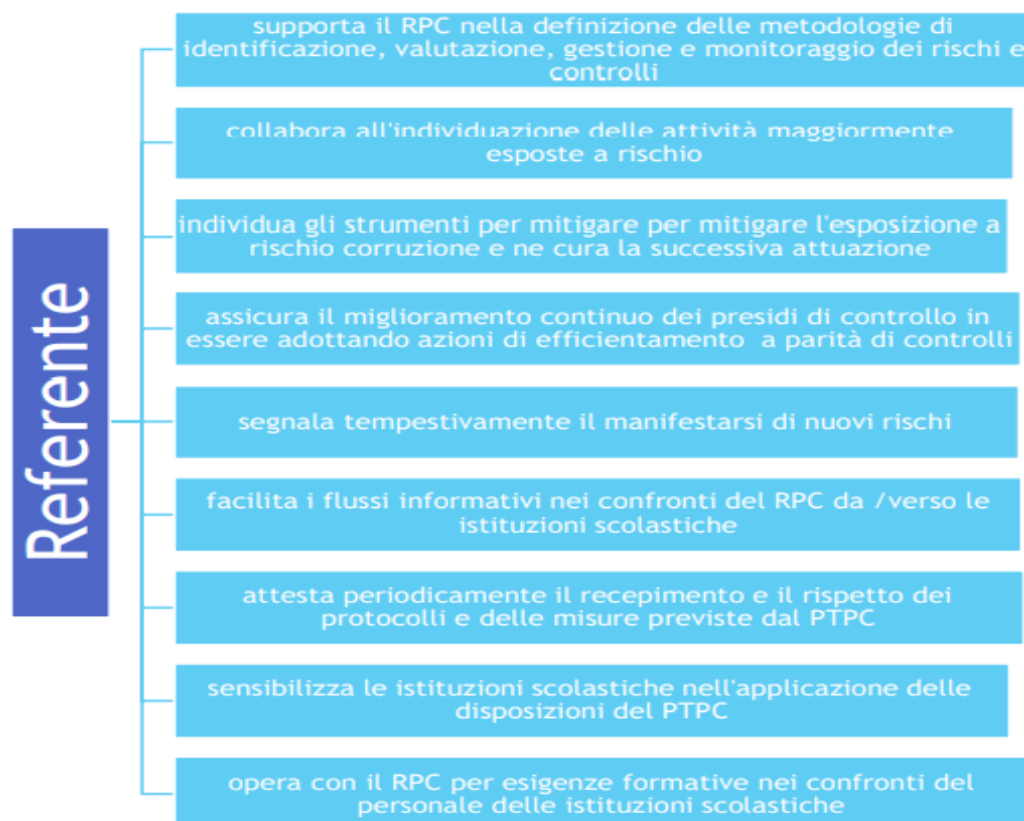 Referente
supporta il RPC nella definizione delle metodologie di
identificazione, valutazione, gestione e monitoraggio dei rischi e
controlli
collabora all'individuazione delle attività maggiormente
esposte a rischio
individua gli strumenti per mitigare per mitigare l'esposizione a
rischio corruzione e ne cura la successiva attuazione
assicura il miglioramento continuo dei presidi di controllo in
essere adottando azioni di efficientamento a parità di controlli
segnala tempestivamente il manifestarsi di nuovi rischi
facilita i flussi informativi nei confronti del RPC da /verso le
istituzioni scolastiche
attesta periodicamente il recepimento e il rispetto dei
protocolli e delle misure previste dal PTPC
sensibilizza le istituzioni scolastiche nell'applicazione delle
disposizioni del PTPC
opera con il RPC per esigenze formative nei confronti del
personale delle istituzioni scolastiche